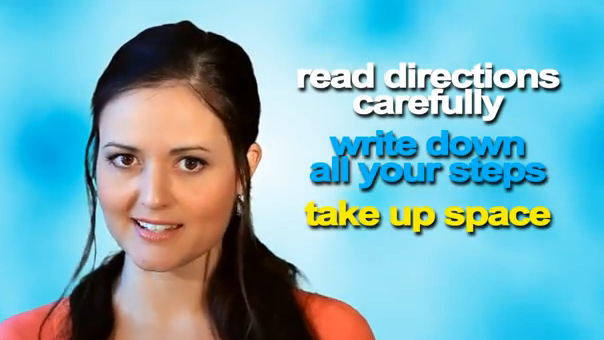 read directions
carefully
write down
all your steps
take up space